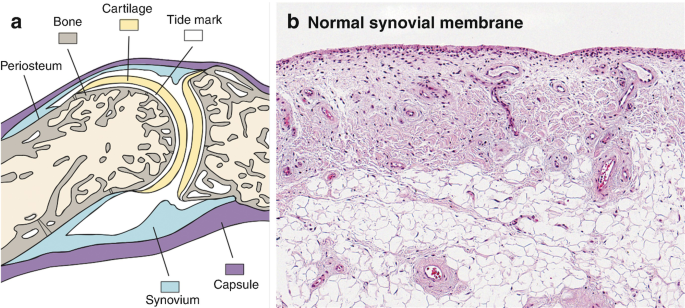 a
Cartilage
Bone
Tide mark
Periosteum
Synovium
Capsule
b Normal synovial membrane